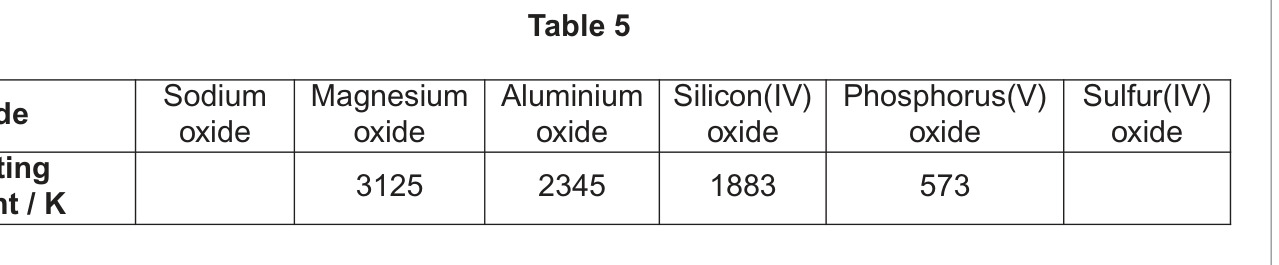 Table 5
de Sodium oxide Magnesium oxide Aluminium oxide Silicon(IV) oxide Phosphorus(V) oxide Sulfur(IV) oxide
ting
nt / K 3125 2345 1883 573